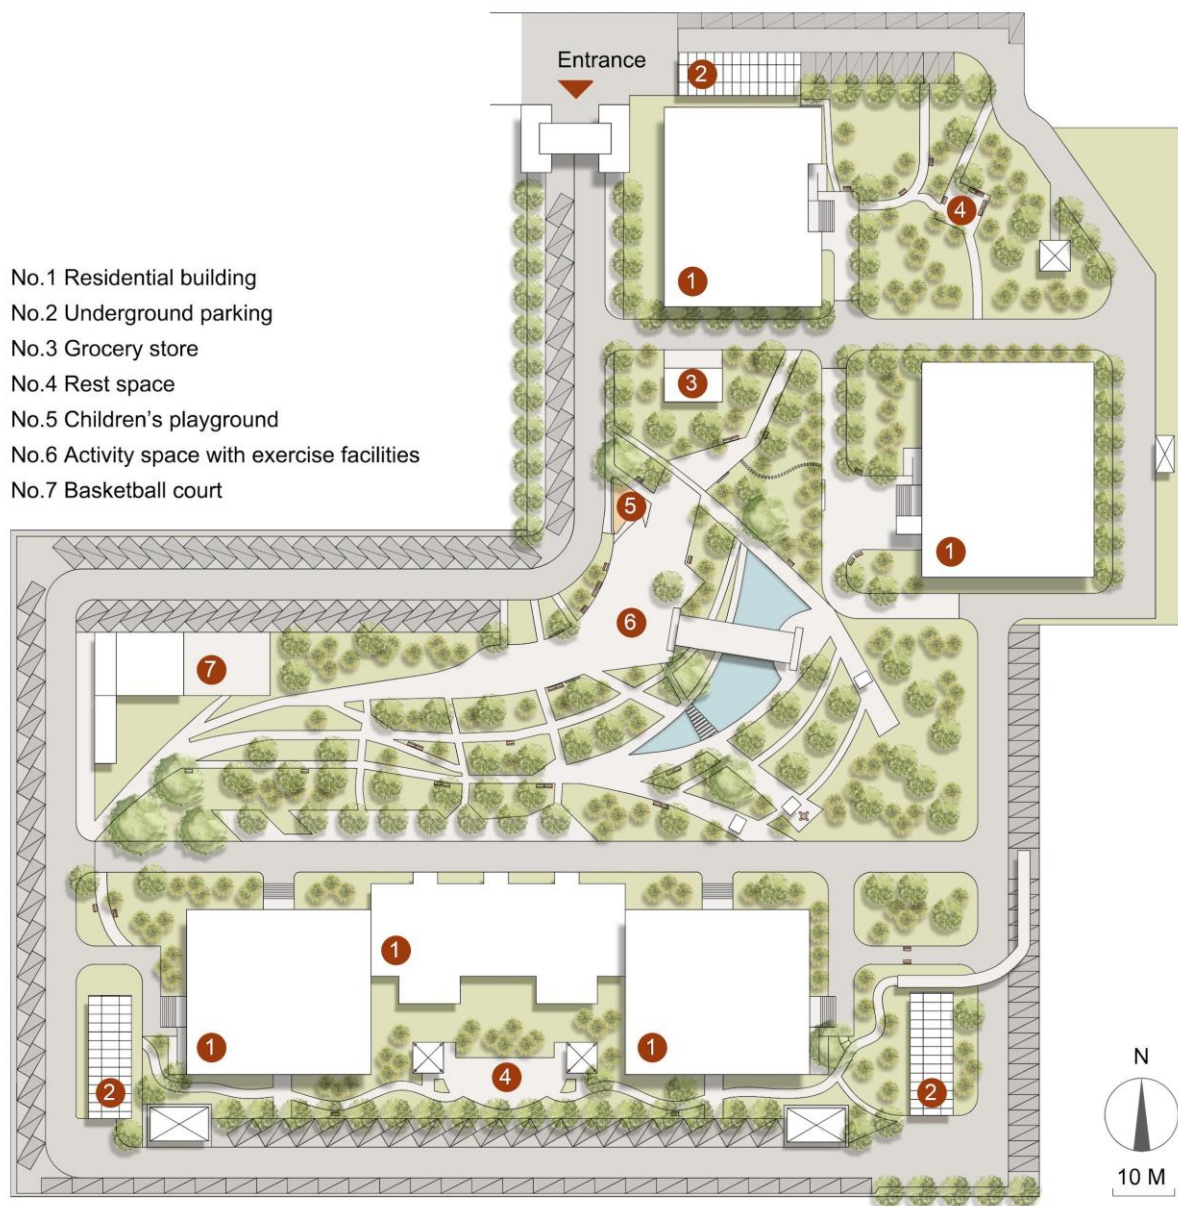 Entrance
2
4
1
No.1 Residential building
No.2 Underground parking
No.3 Grocery store
No.4 Rest space
No.5 Children's playground
No.6 Activity space with exercise facilities
No.7 Basketball court
3
5
1
6
7
1
1
1
4
2
2
N
10 M